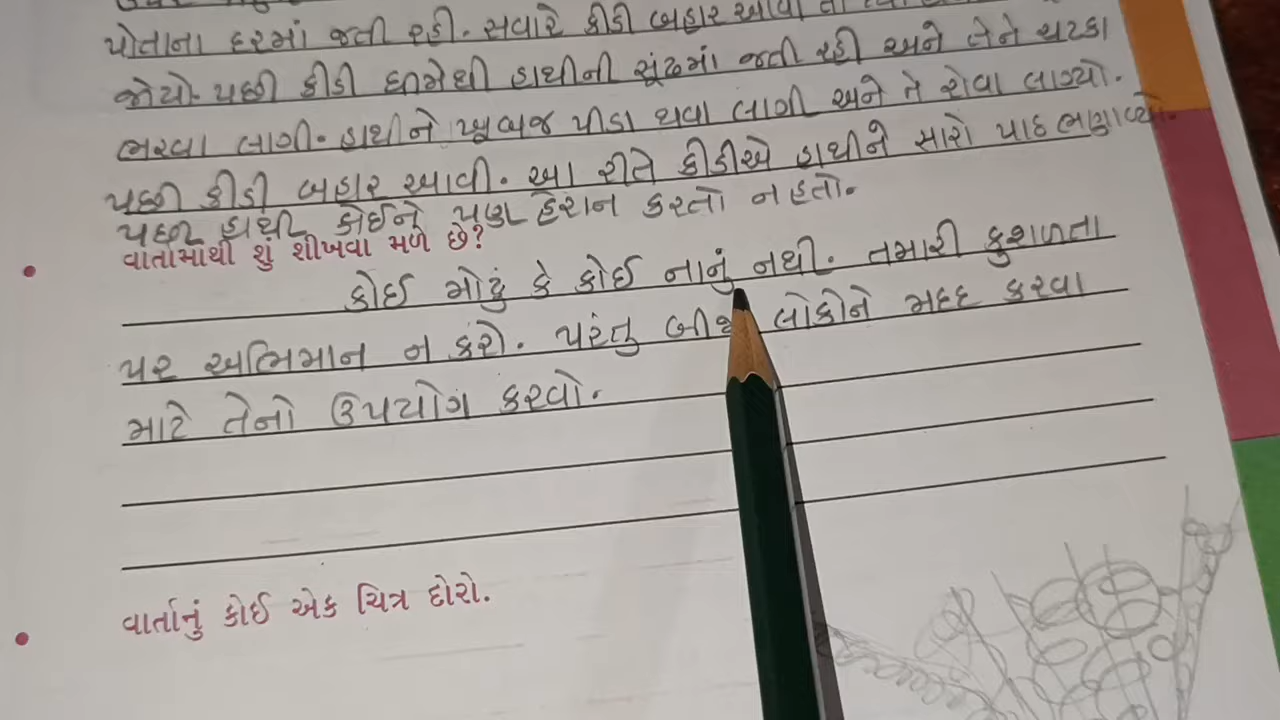 પોતાના દરમાં જતી રહી. સવારે કીડી બહાર આવી તો
જોયો. પછી કીડી ધીમેથી હાથીની સૂંઢમાં જતી રહી અને તેને ચટકા
ભરવા લાગી. હાથીને ખૂબજ પીડા થવા લાગી અને તે રોવા લાગ્યો.
પછી કીડી બહાર આવી. આ રીતે કીડીએ હાથીને સારો પાઠ ભણાવ્યો.
પછી હાથી કોઈને પણ હેરાન કરતો ન હતો.
વાર્તામાંથી શું શીખવા મળે છે?
કોઈ મોટું કે કોઈ નાનું નથી. તમારી કુશળતા
પર અભિમાન ન કરો. પરંતુ બીજા લોકોને મદદ કરવા
માટે તેનો ઉપયોગ કરવો.
વાર્તાનું કોઈ એક ચિત્ર દોરો.